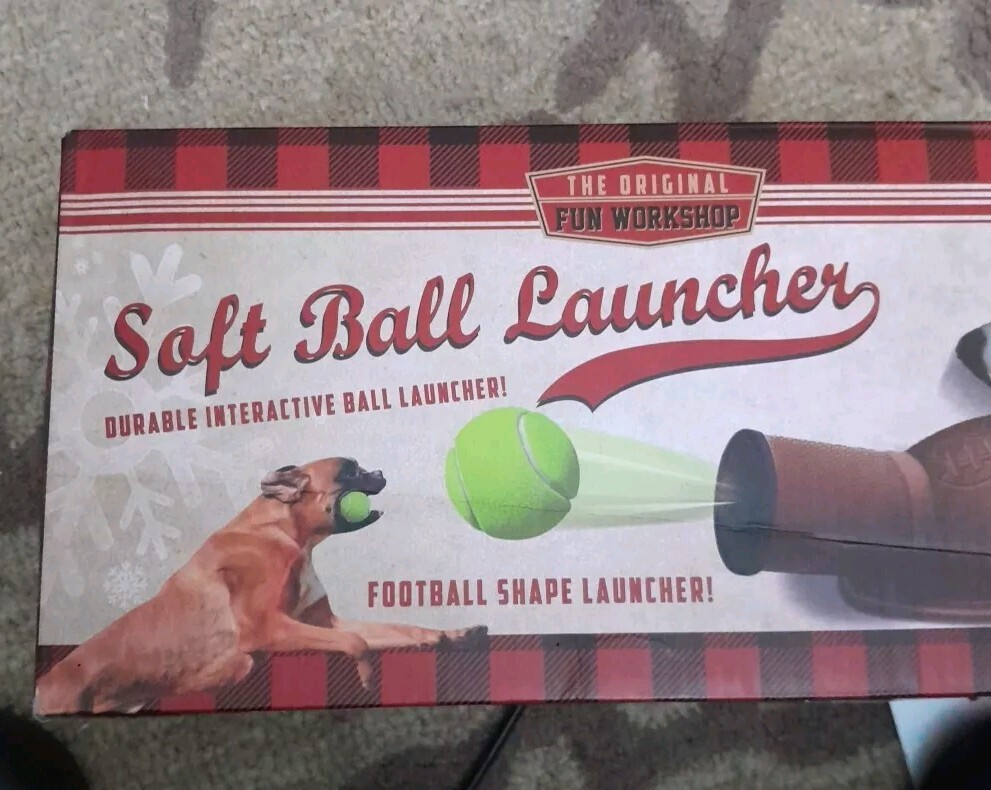 THE ORIGINAL
FUN WORKSHOP
Soft Ball Launcher
DURABLE INTERACTIVE BALL LAUNCHER!
FOOTBALL SHAPE LAUNCHER!